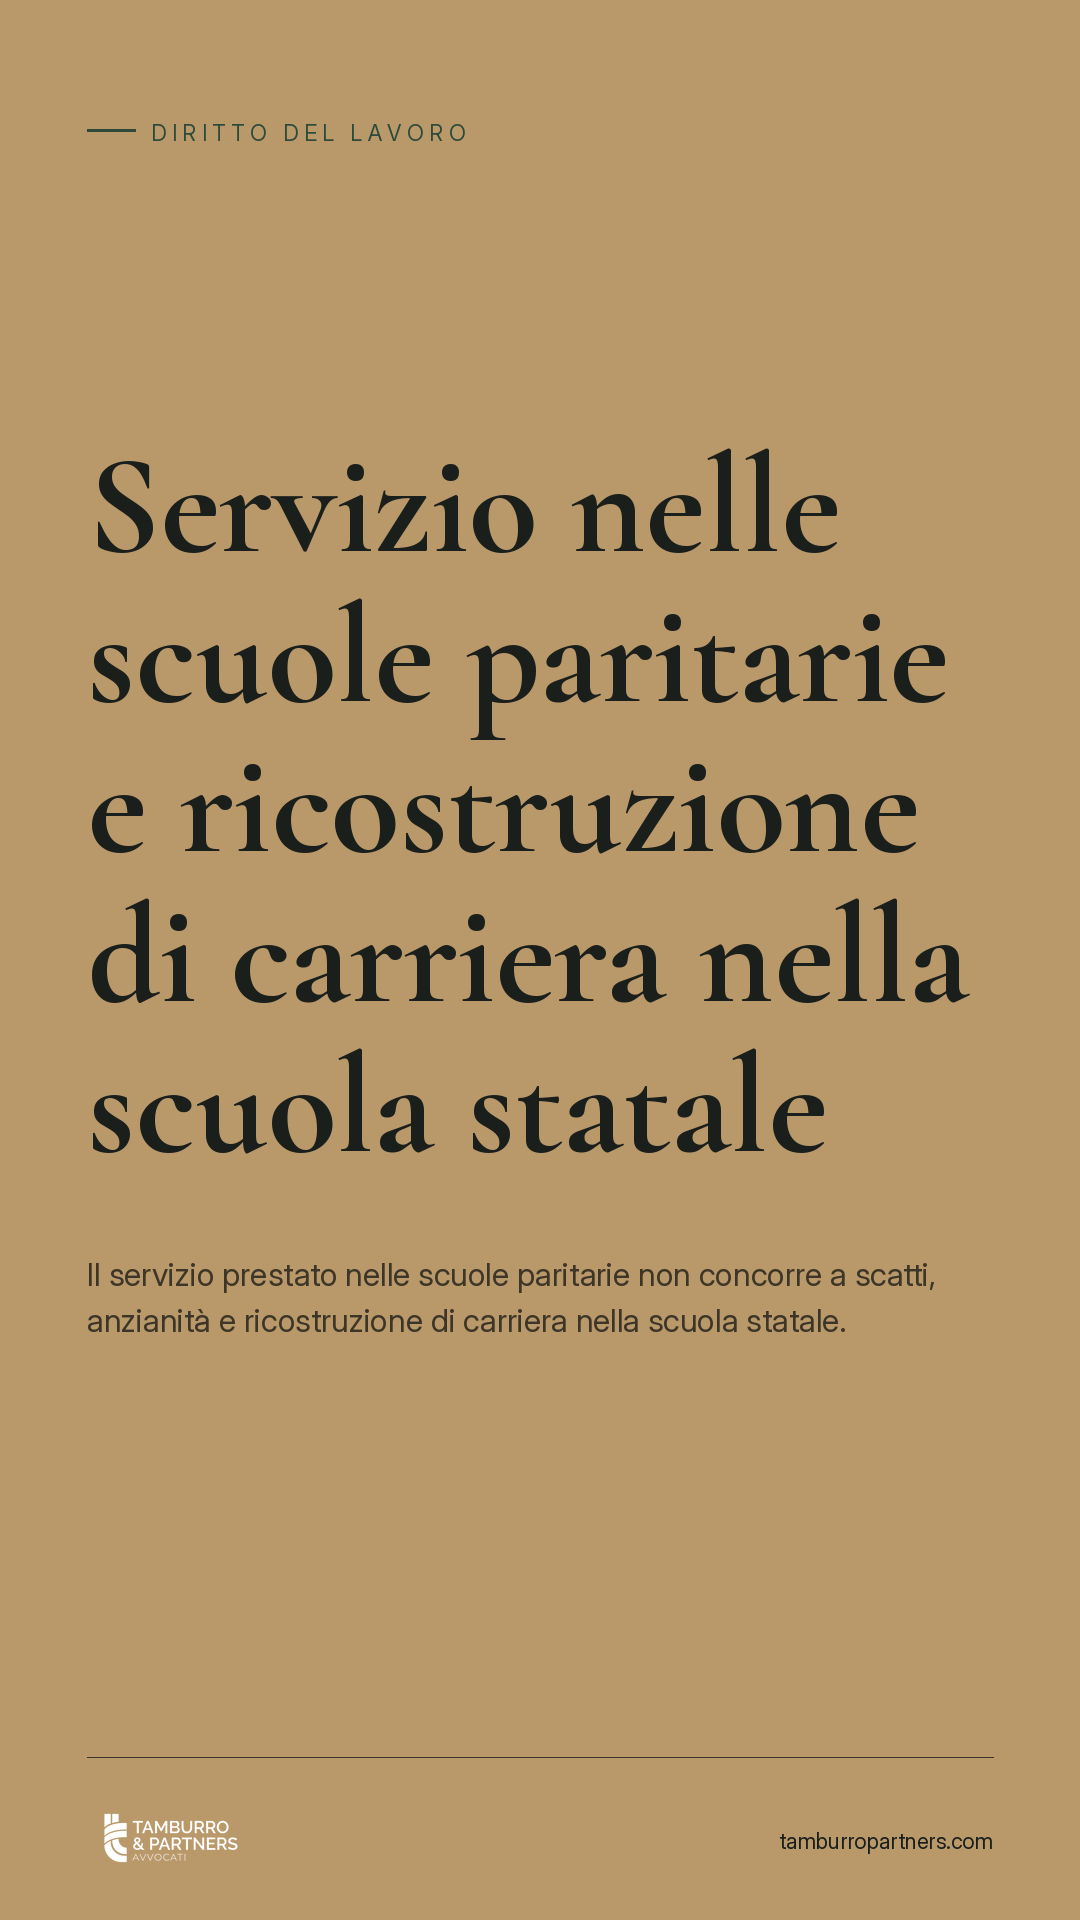 DIRITTO DEL LAVORO
Servizio nelle
scuole paritarie
e ricostruzione
di carriera nella
scuola statale
Il servizio prestato nelle scuole paritarie non concorre a scatti,
anzianità e ricostruzione di carriera nella scuola statale.
TAMBURRO
& PARTNERS
AVVOCATI
tamburropartners.com